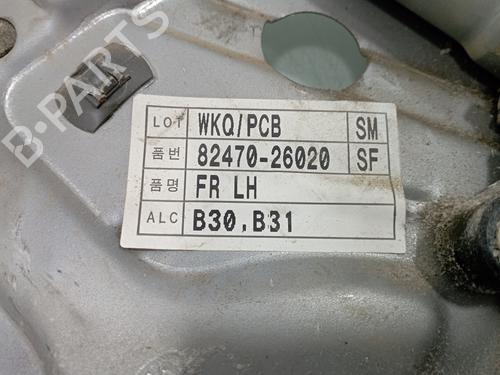 B-PARTS
LOT WKQ/PCB SM
품번 82470-26020 SF
품명 FR LH
ALC B30,B31